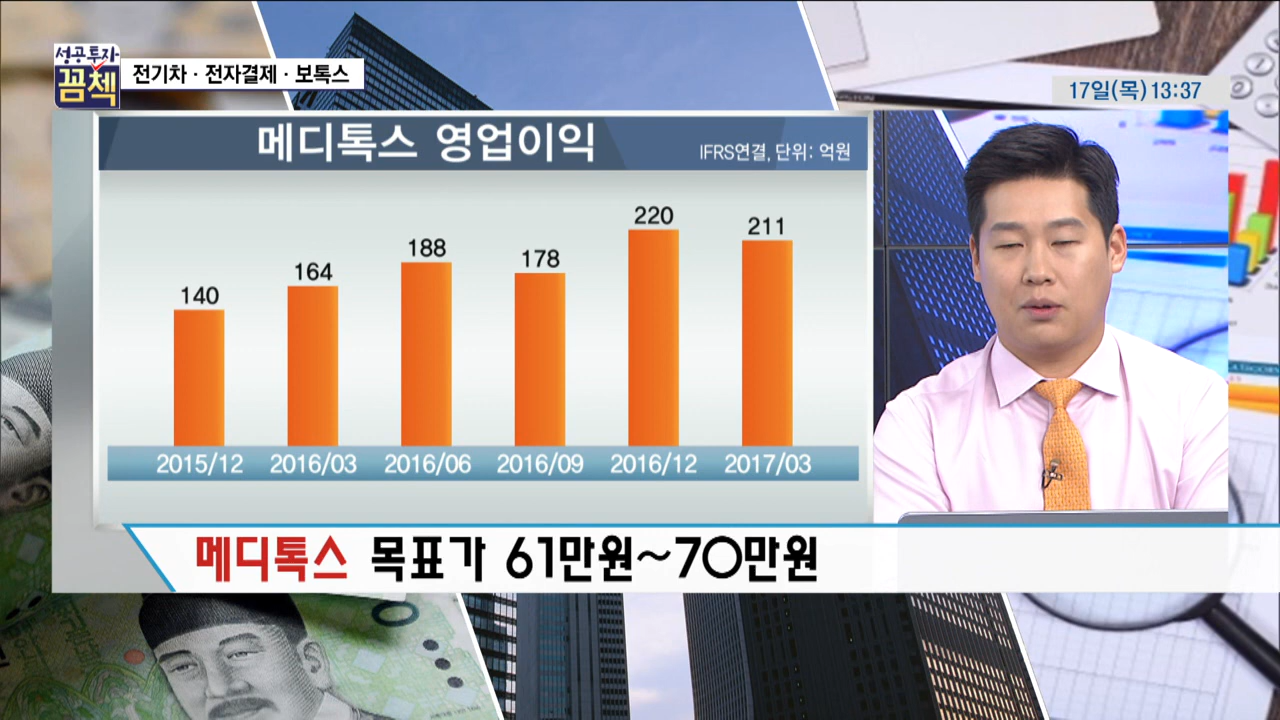 성공투자
꼼첵
전기차 · 전자결제 · 보톡스
17일(목) 13:37
메디톡스 영업이익
IFRS연결, 단위: 억원
140
164
188
178
220
211
2015/12 2016/03 2016/06 2016/09 2016/12 2017/03
메디톡스 목표가 61만원~70만원